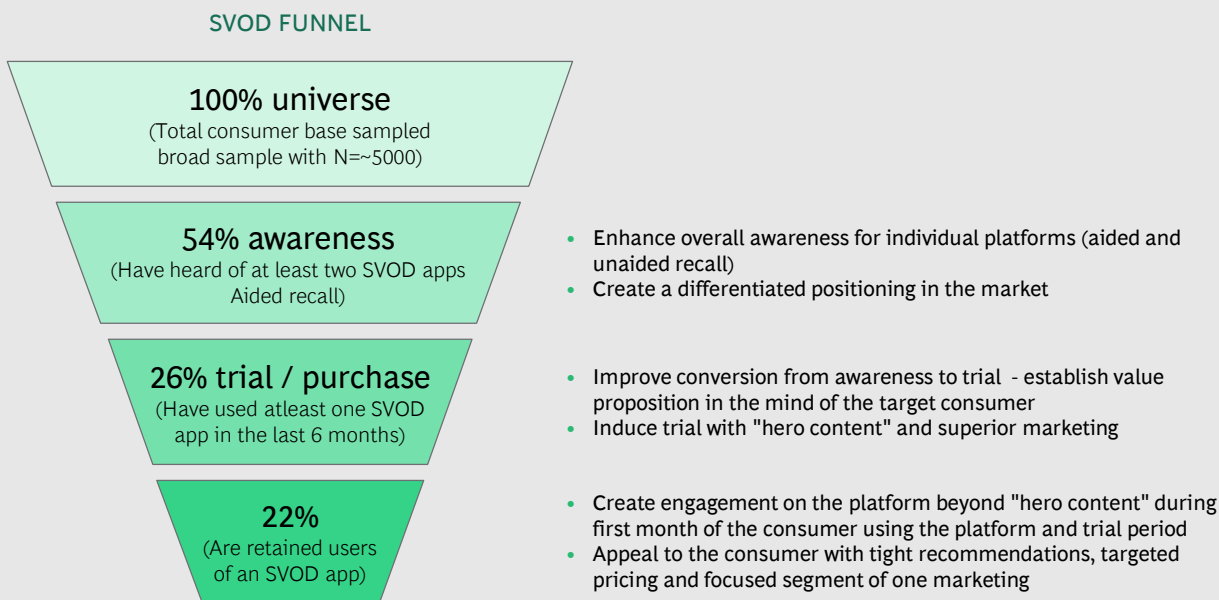 SVOD FUNNEL
100% universe
(Total consumer base sampled
broad sample with N=~5000)
54% awareness
(Have heard of at least two SVOD apps
Aided recall)
• Enhance overall awareness for individual platforms (aided and
unaided recall)
• Create a differentiated positioning in the market
26% trial / purchase
(Have used atleast one SVOD
app in the last 6 months)
• Improve conversion from awareness to trial - establish value
proposition in the mind of the target consumer
• Induce trial with "hero content" and superior marketing
22%
(Are retained users
of an SVOD app)
• Create engagement on the platform beyond "hero content" during
first month of the consumer using the platform and trial period
• Appeal to the consumer with tight recommendations, targeted
pricing and focused segment of one marketing